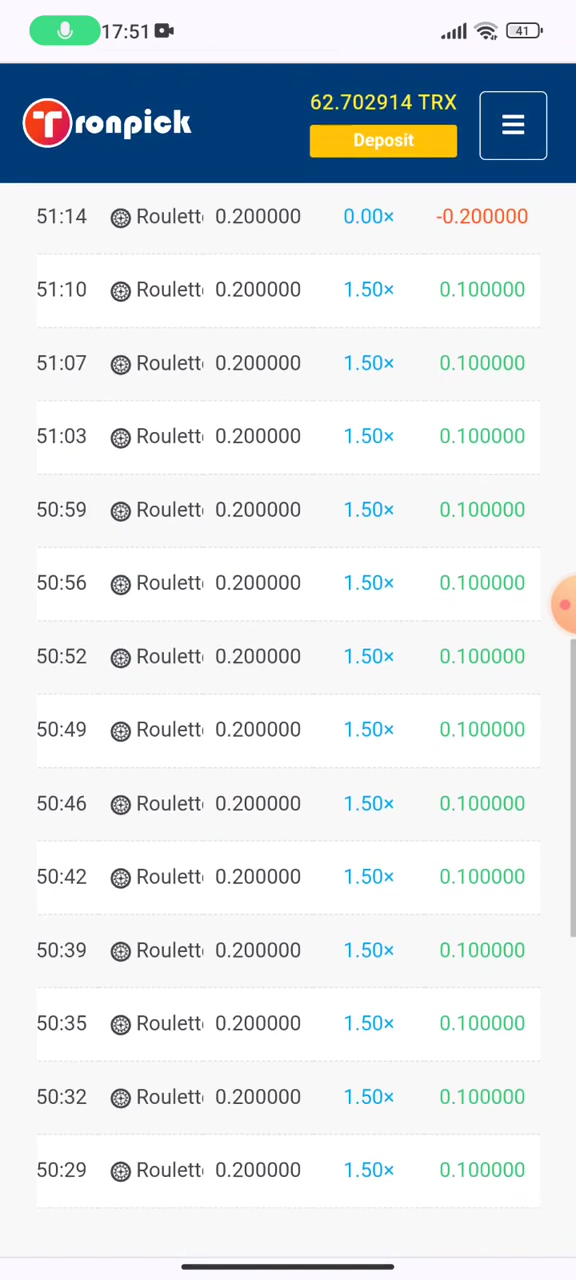 17:51
41
Tronpick
62.702914 TRX
Deposit
51:14 Roulett 0.200000 0.00× -0.200000
51:10 Roulett 0.200000 1.50× 0.100000
51:07 Roulett 0.200000 1.50× 0.100000
51:03 Roulett 0.200000 1.50× 0.100000
50:59 Roulett 0.200000 1.50× 0.100000
50:56 Roulett 0.200000 1.50× 0.100000
50:52 Roulett 0.200000 1.50× 0.100000
50:49 Roulett 0.200000 1.50× 0.100000
50:46 Roulett 0.200000 1.50× 0.100000
50:42 Roulett 0.200000 1.50× 0.100000
50:39 Roulett 0.200000 1.50× 0.100000
50:35 Roulett 0.200000 1.50× 0.100000
50:32 Roulett 0.200000 1.50× 0.100000
50:29 Roulett 0.200000 1.50× 0.100000